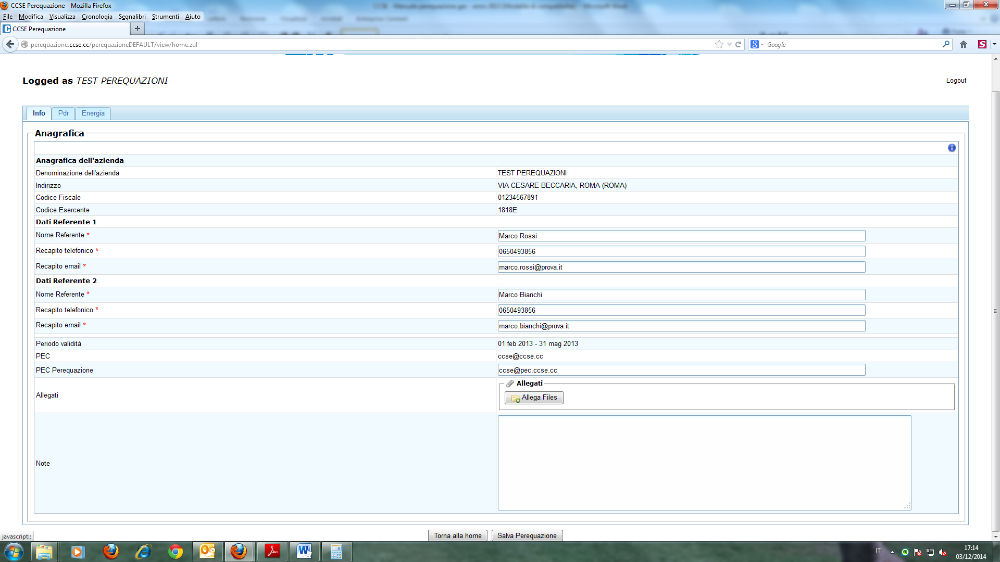 CCSE Perequazione - Mozilla Firefox
File Modifica Visualizza Cronologia Segnalibri Strumenti Aiuto
CCSE Perequazione
perequazione.ccse.cc/perequazioneDEFAULT/view/home.zul
Google
Logged as TEST PEREQUAZIONI
Logout
Info Pdr Energia
Anagrafica
Anagrafica dell'azienda
Denominazione dell'azienda TEST PEREQUAZIONI
Indirizzo VIA CESARE BECCARIA, ROMA (ROMA)
Codice Fiscale 01234567891
Codice Esercente 1818E
Dati Referente 1
Nome Referente * Marco Rossi
Recapito telefonico * 0650493856
Recapito email * marco.rossi@prova.it
Dati Referente 2
Nome Referente * Marco Bianchi
Recapito telefonico * 0650493856
Recapito email * marco.bianchi@prova.it
Periodo validità 01 feb 2013 - 31 mag 2013
PEC ccse@ccse.cc
PEC Perequazione ccse@pec.ccse.cc
Allegati
Allegati Allega Files
Note
javascript:;
Torna alla home Salva Perequazione
IT
17:14
03/12/2014